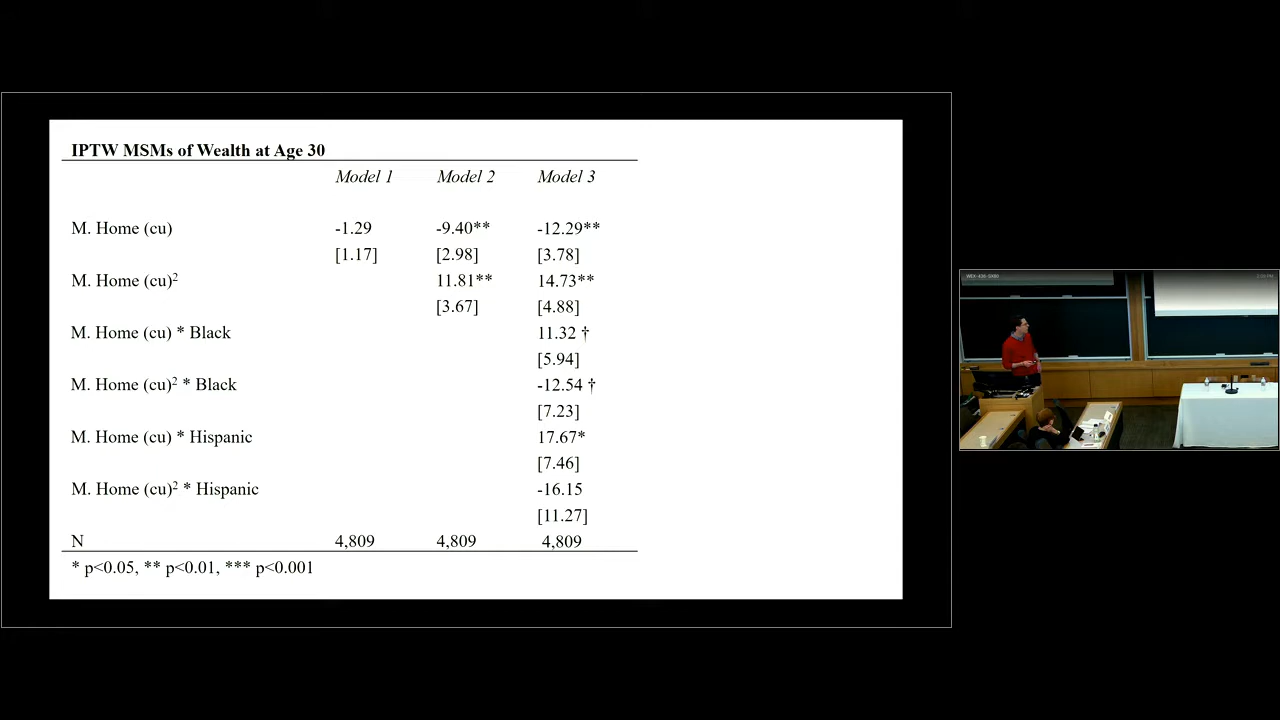 IPTW MSMs of Wealth at Age 30
Model 1 Model 2 Model 3
M. Home (cu) -1.29 -9.40** -12.29**
[1.17] [2.98] [3.78]
M. Home (cu)² 11.81** 14.73**
[3.67] [4.88]
M. Home (cu) * Black 11.32 †
[5.94]
M. Home (cu)² * Black -12.54 †
[7.23]
M. Home (cu) * Hispanic 17.67*
[7.46]
M. Home (cu)² * Hispanic -16.15
[11.27]
N 4,809 4,809 4,809
* p<0.05, ** p<0.01, *** p<0.001